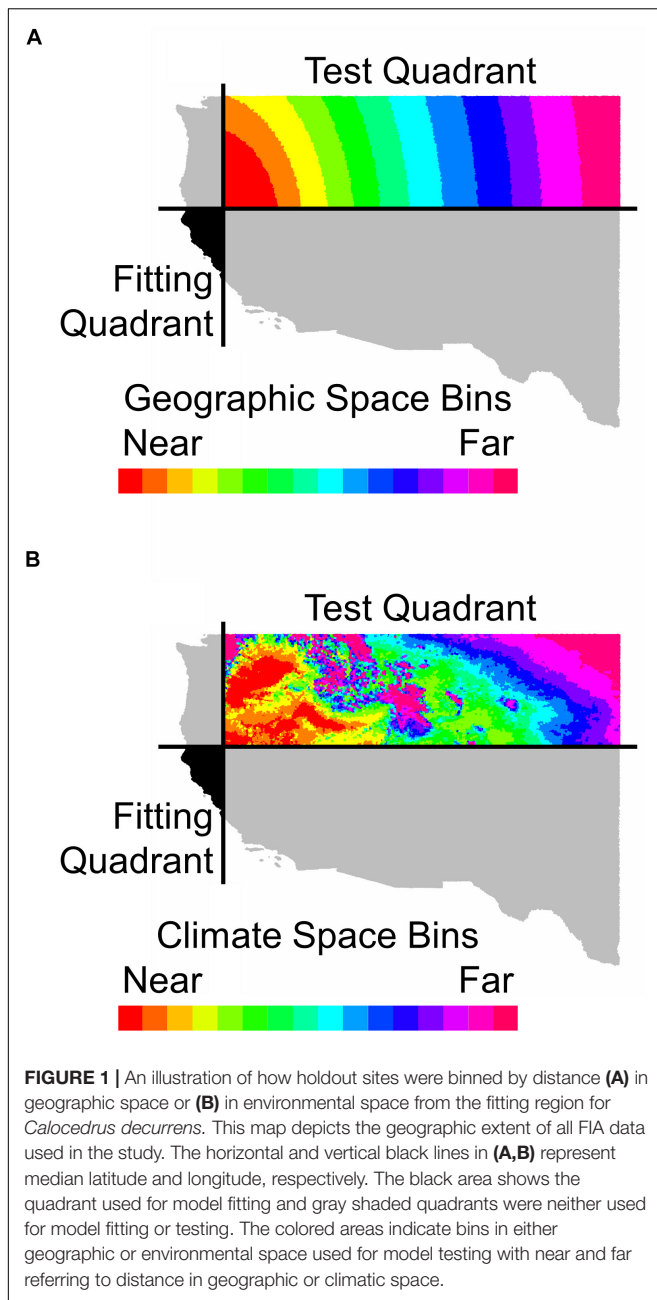 A
Test Quadrant
Fitting
Quadrant
Geographic Space Bins
Near Far
B
Test Quadrant
Fitting
Quadrant
Climate Space Bins
Near Far
FIGURE 1 | An illustration of how holdout sites were binned by distance (A) in
geographic space or (B) in environmental space from the fitting region for
Calocedrus decurrens. This map depicts the geographic extent of all FIA data
used in the study. The horizontal and vertical black lines in (A,B) represent
median latitude and longitude, respectively. The black area shows the
quadrant used for model fitting and gray shaded quadrants were neither used
for model fitting or testing. The colored areas indicate bins in either
geographic or environmental space used for model testing with near and far
referring to distance in geographic or climatic space.